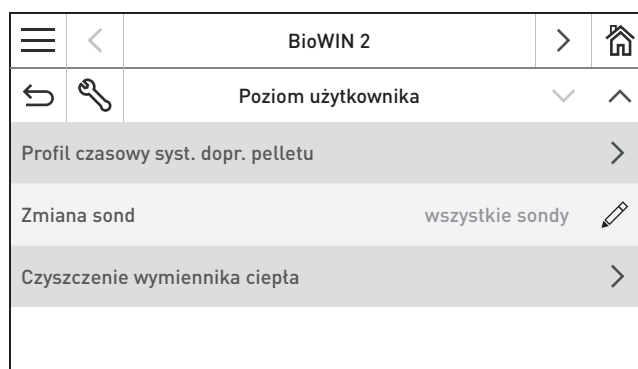 BioWIN 2
Poziom użytkownika
Profil czasowy syst. dopr. pelletu
Zmiana sond wszystkie sondy
Czyszczenie wymiennika ciepła